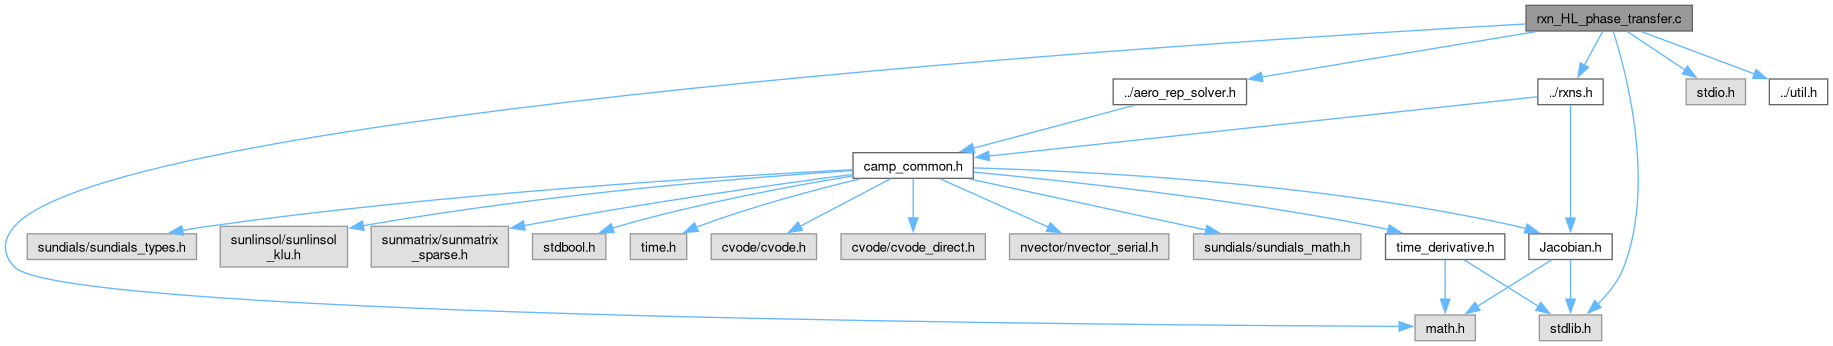 rxn_HL_phase_transfer.c
../aero_rep_solver.h
../rxns.h
stdio.h
../util.h
camp_common.h
sundials/sundials_types.h
sunlinsol/sunlinsol
_klu.h
sunmatrix/sunmatrix
_sparse.h
stdbool.h
time.h
cvode/cvode.h
cvode/cvode_direct.h
nvector/nvector_serial.h
sundials/sundials_math.h
time_derivative.h
Jacobian.h
math.h
stdlib.h